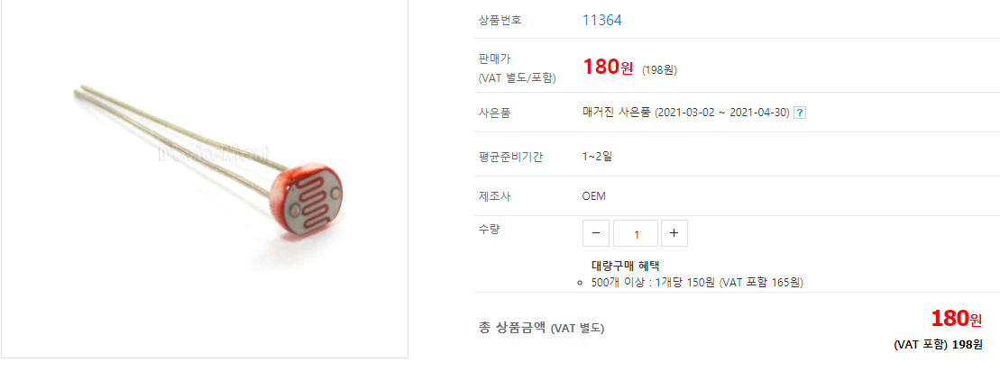 상품번호 11364
판매가
(VAT 별도/포함) 180원 (198원)
사은품 매거진 사은품 (2021-03-02 ~ 2021-04-30) ?
평균준비기간 1~2일
제조사 OEM
수량 − 1 +
대량구매 혜택
500개 이상 : 1개당 150원 (VAT 포함 165원)
총 상품금액 (VAT 별도) 180원
(VAT 포함) 198원